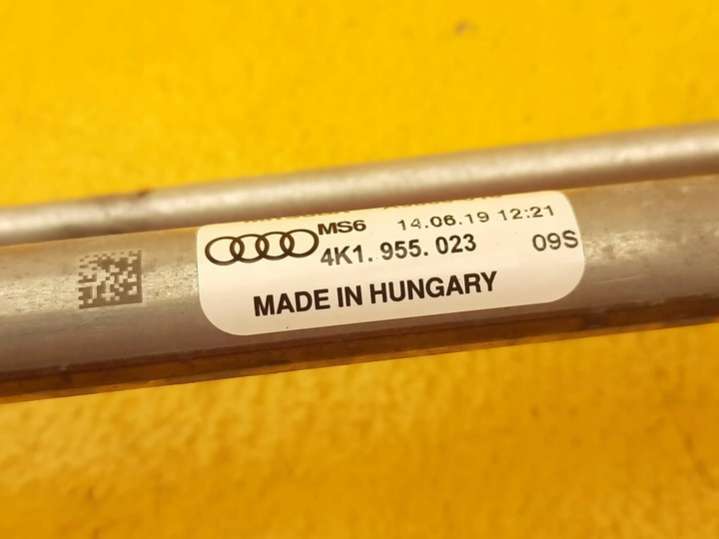 MS6 14.06.19 12:21
4K1.955.023 09S
MADE IN HUNGARY